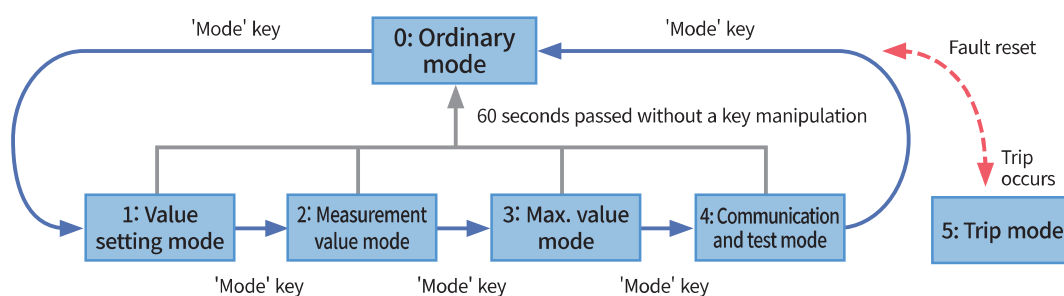 'Mode' key
0: Ordinary
mode
'Mode' key
Fault reset
60 seconds passed without a key manipulation
Trip
occurs
1: Value
setting mode
2: Measurement
value mode
3: Max. value
mode
4: Communication
and test mode
5: Trip mode
'Mode' key
'Mode' key
'Mode' key